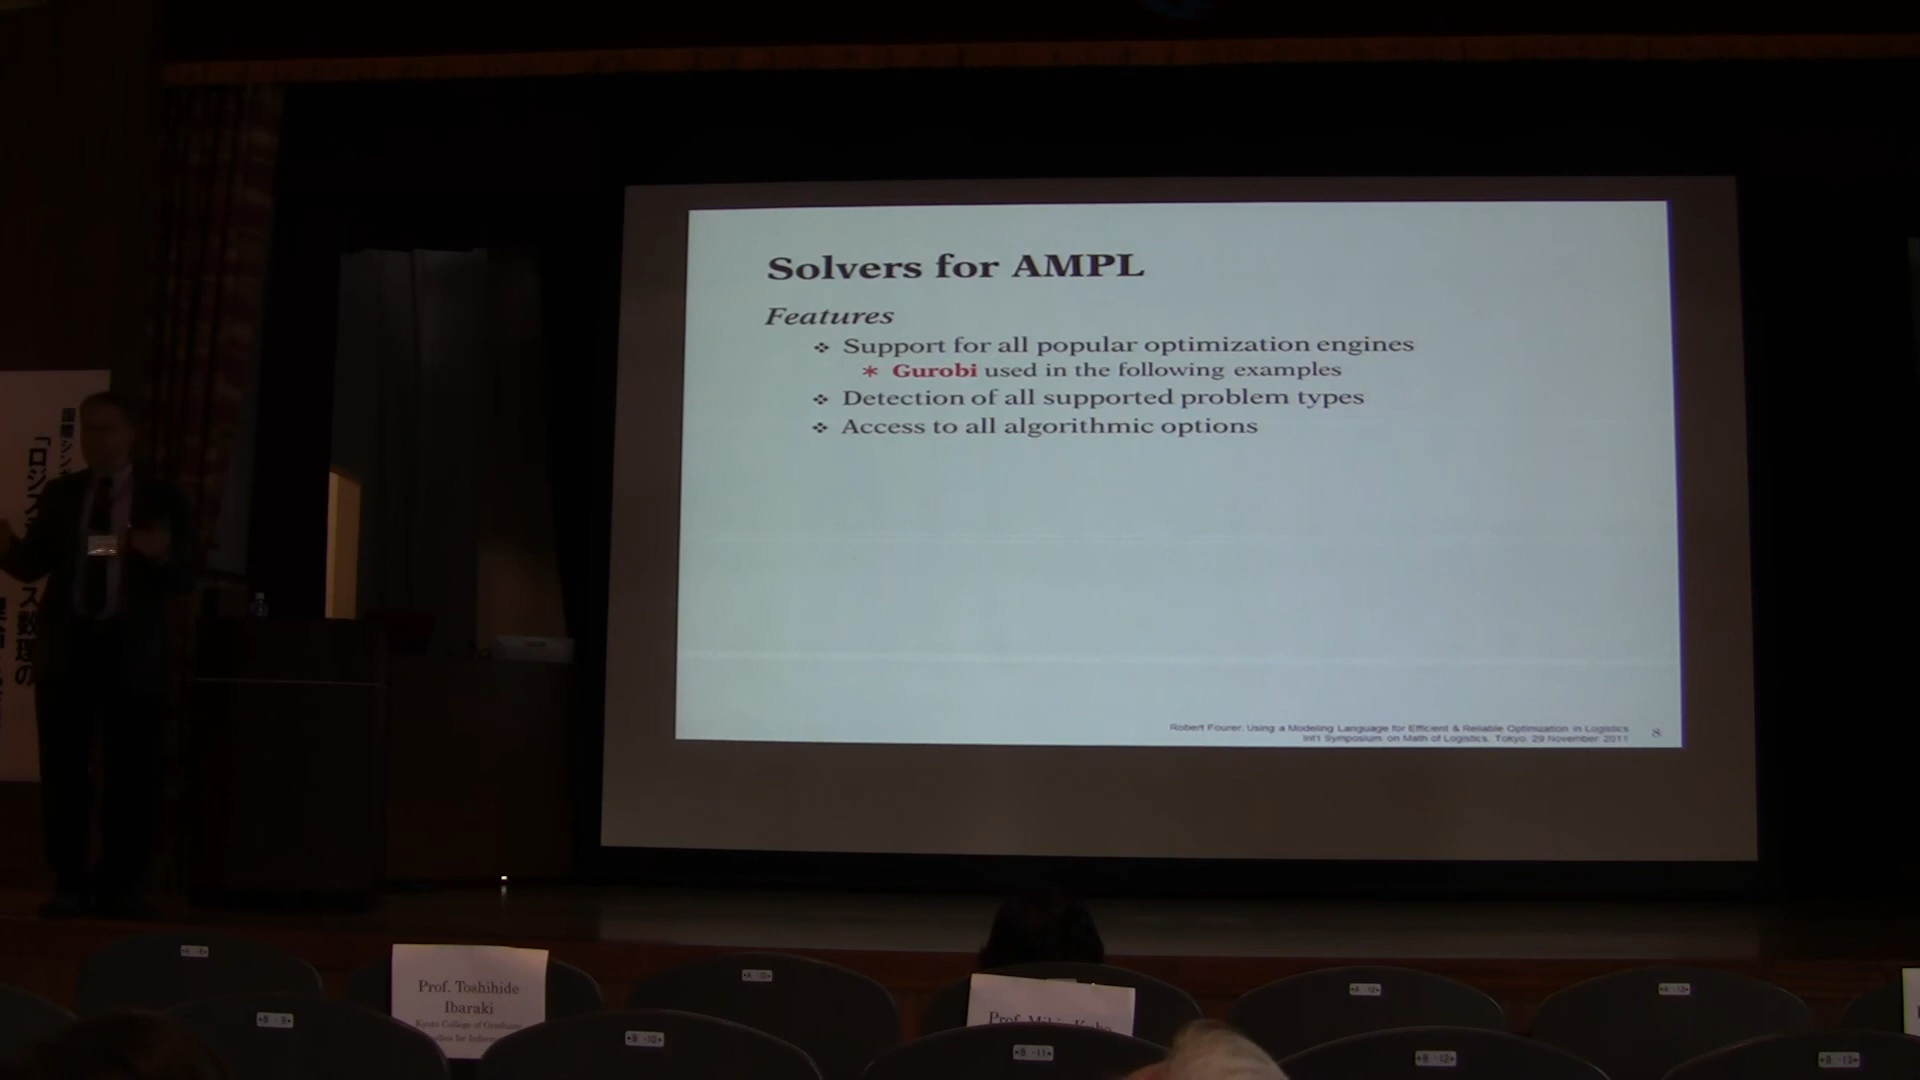 Solvers for AMPL
Features
❖ Support for all popular optimization engines
* Gurobi used in the following examples
❖ Detection of all supported problem types
❖ Access to all algorithmic options
Robert Fourer, Using a Modeling Language for Efficient & Reliable Optimization in Logistics
Int'l Symposium on Math of Logistics, Tokyo, 29 November 2011
8
Prof. Toshihide
Ibaraki
Kyoto College of Graduate
Prof.